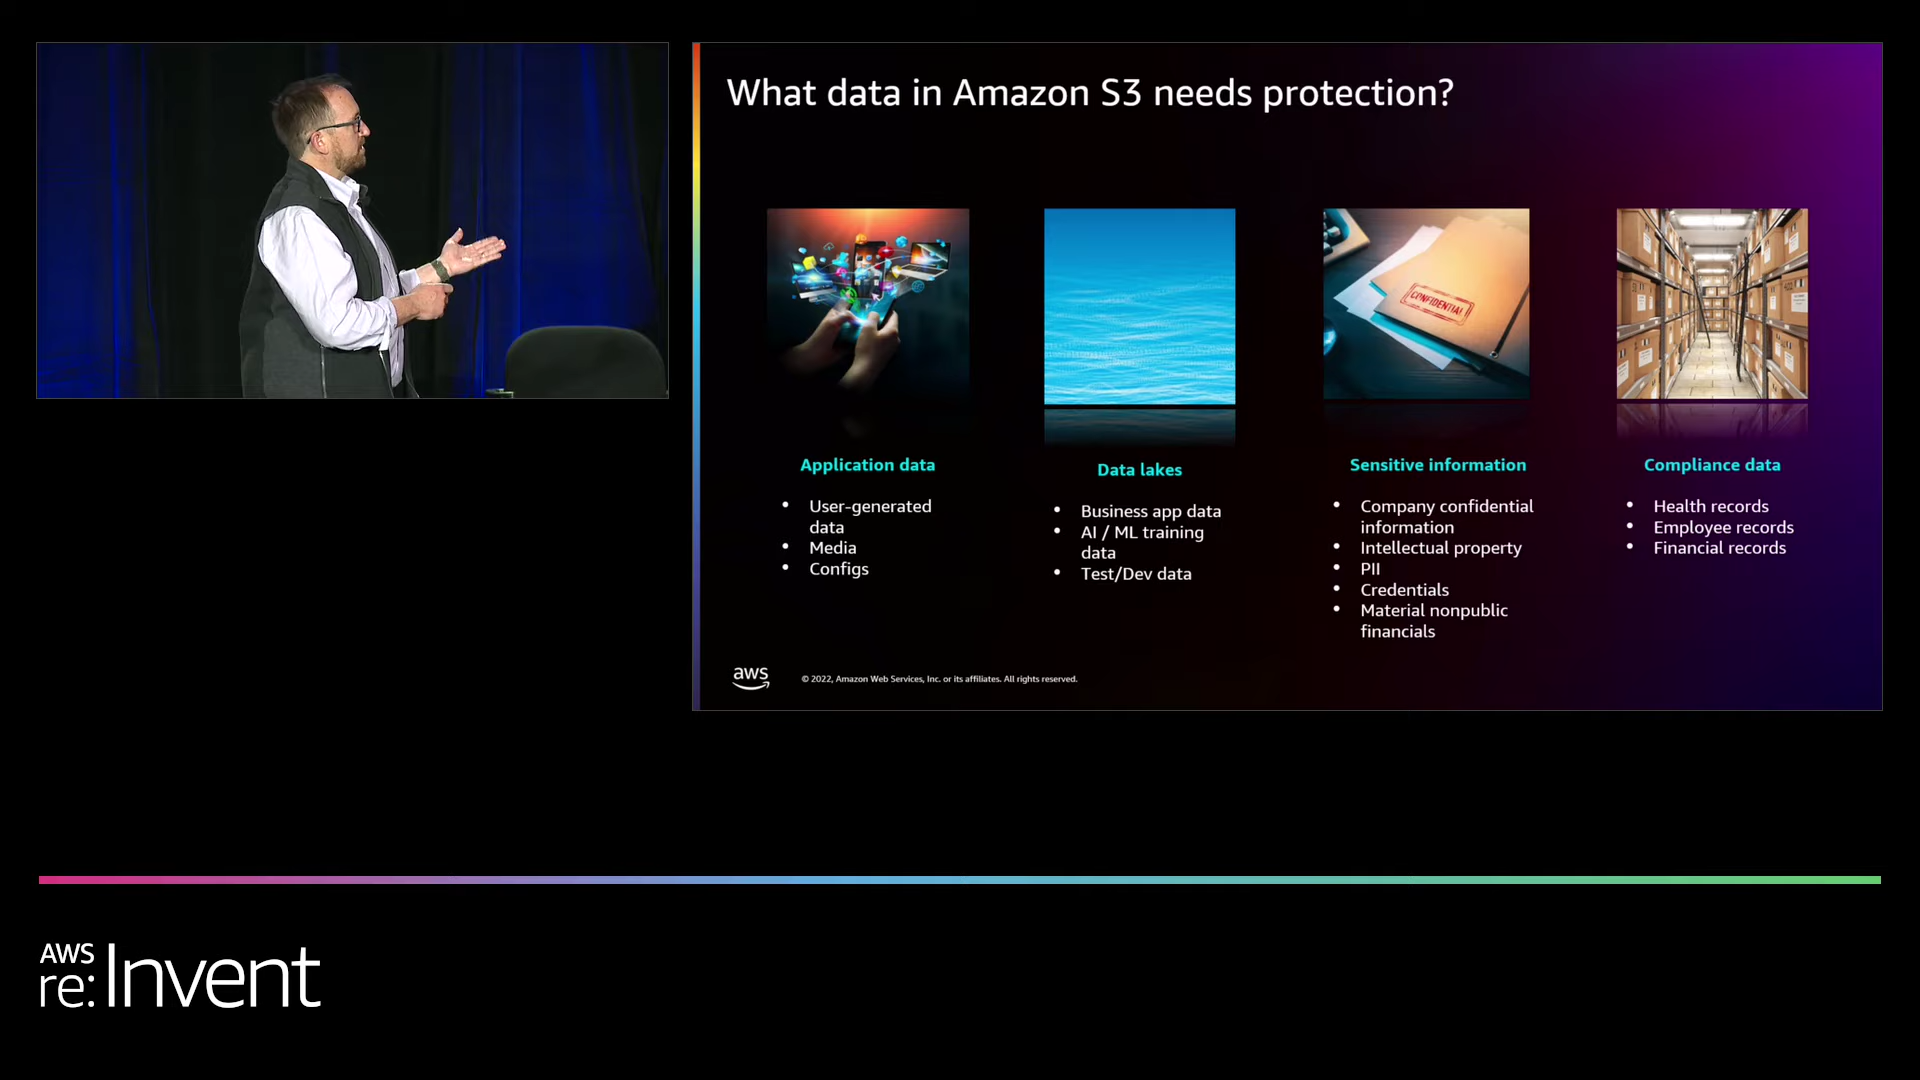 What data in Amazon S3 needs protection?
CONFIDENTIAL
Application data
• User-generated
data
• Media
• Configs
Data lakes
• Business app data
• AI / ML training
data
• Test/Dev data
Sensitive information
• Company confidential
information
• Intellectual property
• PII
• Credentials
• Material nonpublic
financials
Compliance data
• Health records
• Employee records
• Financial records
aws
© 2022, Amazon Web Services, Inc. or its affiliates. All rights reserved.
AWS
re:Invent